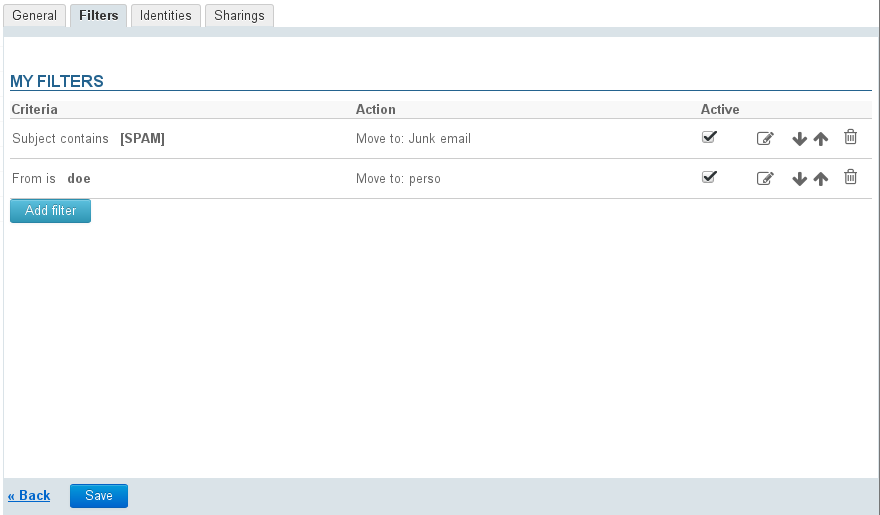 General Filters Identities Sharings
MY FILTERS
Criteria Action Active
Subject contains [SPAM] Move to: Junk email
From is doe Move to: perso
Add filter
« Back Save